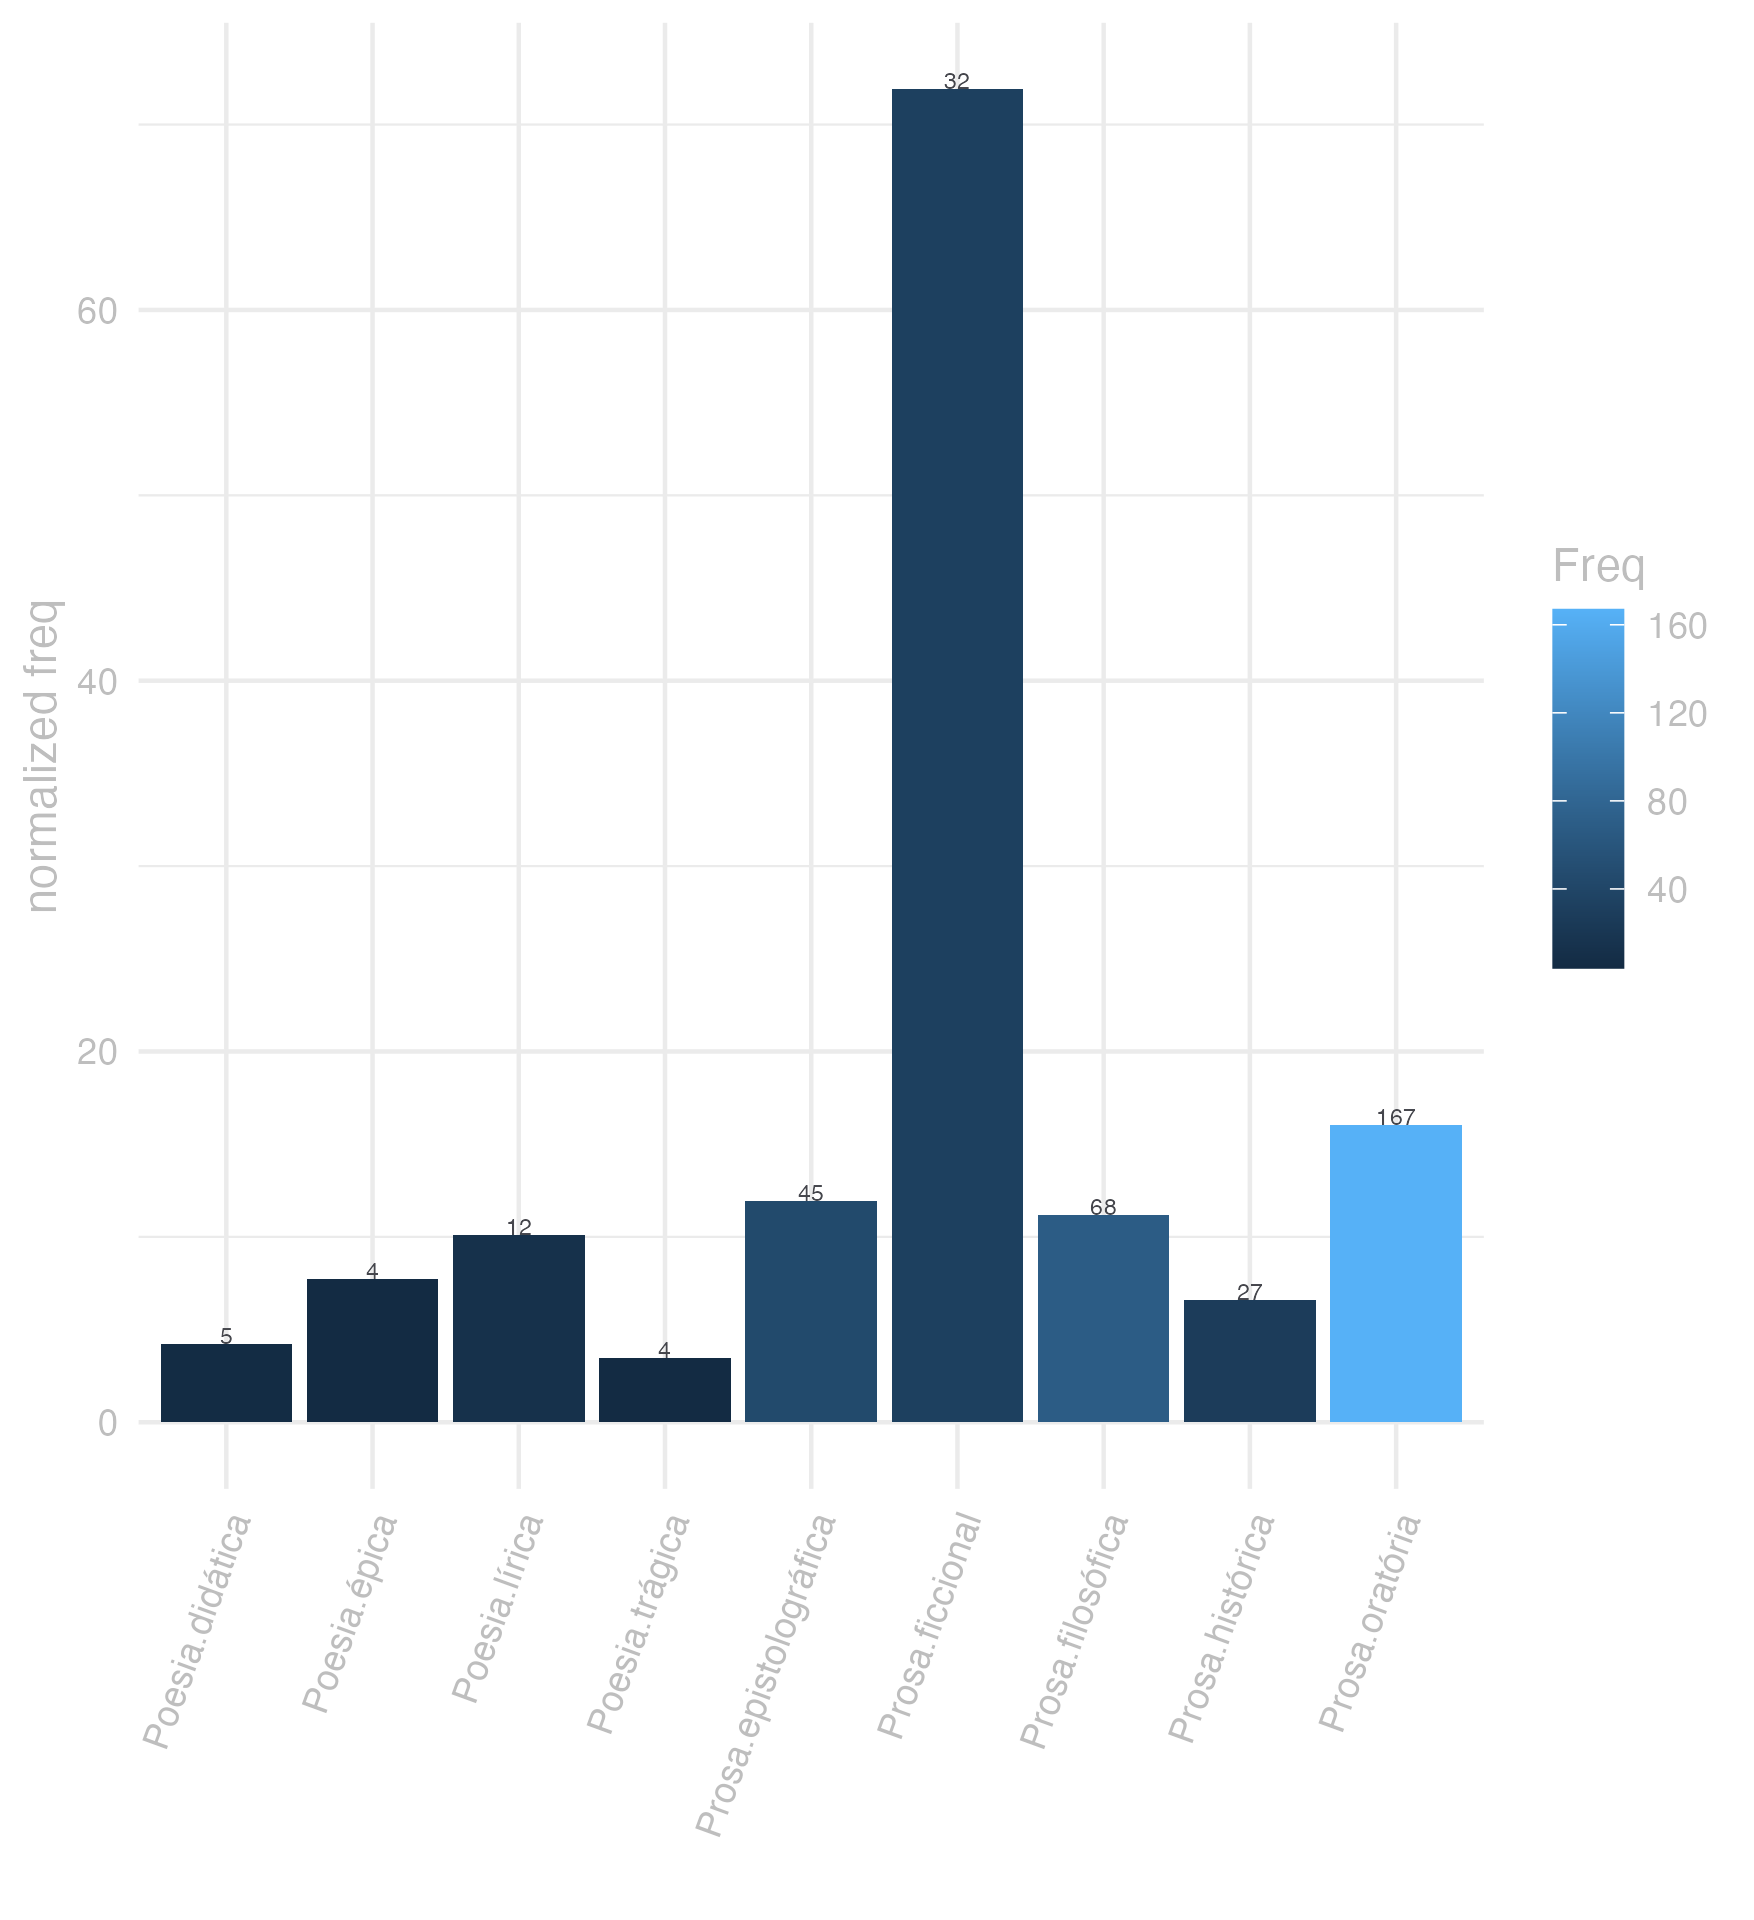 normalized freq
60
40
20
0
5
4
12
4
45
32
68
27
167
Poesia.didática
Poesia.épica
Poesia.lírica
Poesia.trágica
Prosa.epistolográfica
Prosa.ficcional
Prosa.filosófica
Prosa.histórica
Prosa.oratória
Freq
160
120
80
40